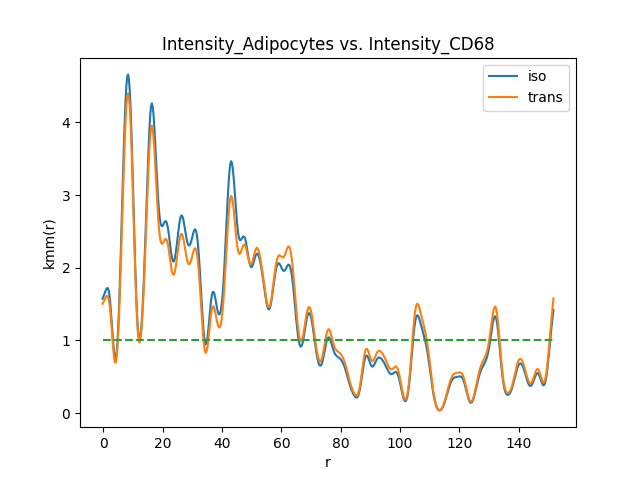 Intensity_Adipocytes vs. Intensity_CD68
iso
trans
kmm(r)
4
3
2
1
0
0 20 40 60 80 100 120 140
r